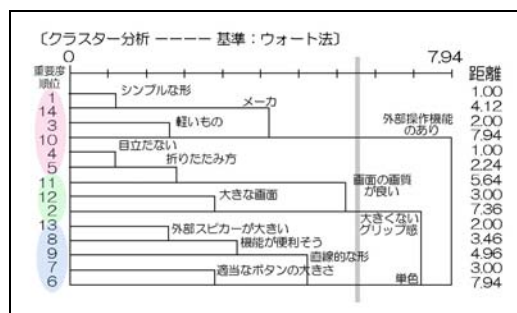 〔クラスター分析 ---- 基準：ウォート法〕
0 7.94
重要度
順位 距離
シンプルな形
1 1.00
14 メーカ 4.12
3 軽いもの 外部操作機能 2.00
10 のあり 7.94
目立たない
4 1.00
5 折りたたみ方 2.24
11 画面の画質 5.64
12 大きな画面 が良い 3.00
2 大きくない 7.36
13 外部スピカーが大きい グリップ感 2.00
8 機能が便利そう 3.46
9 直線的な形 4.96
7 適当なボタンの大きさ 3.00
6 単色 7.94